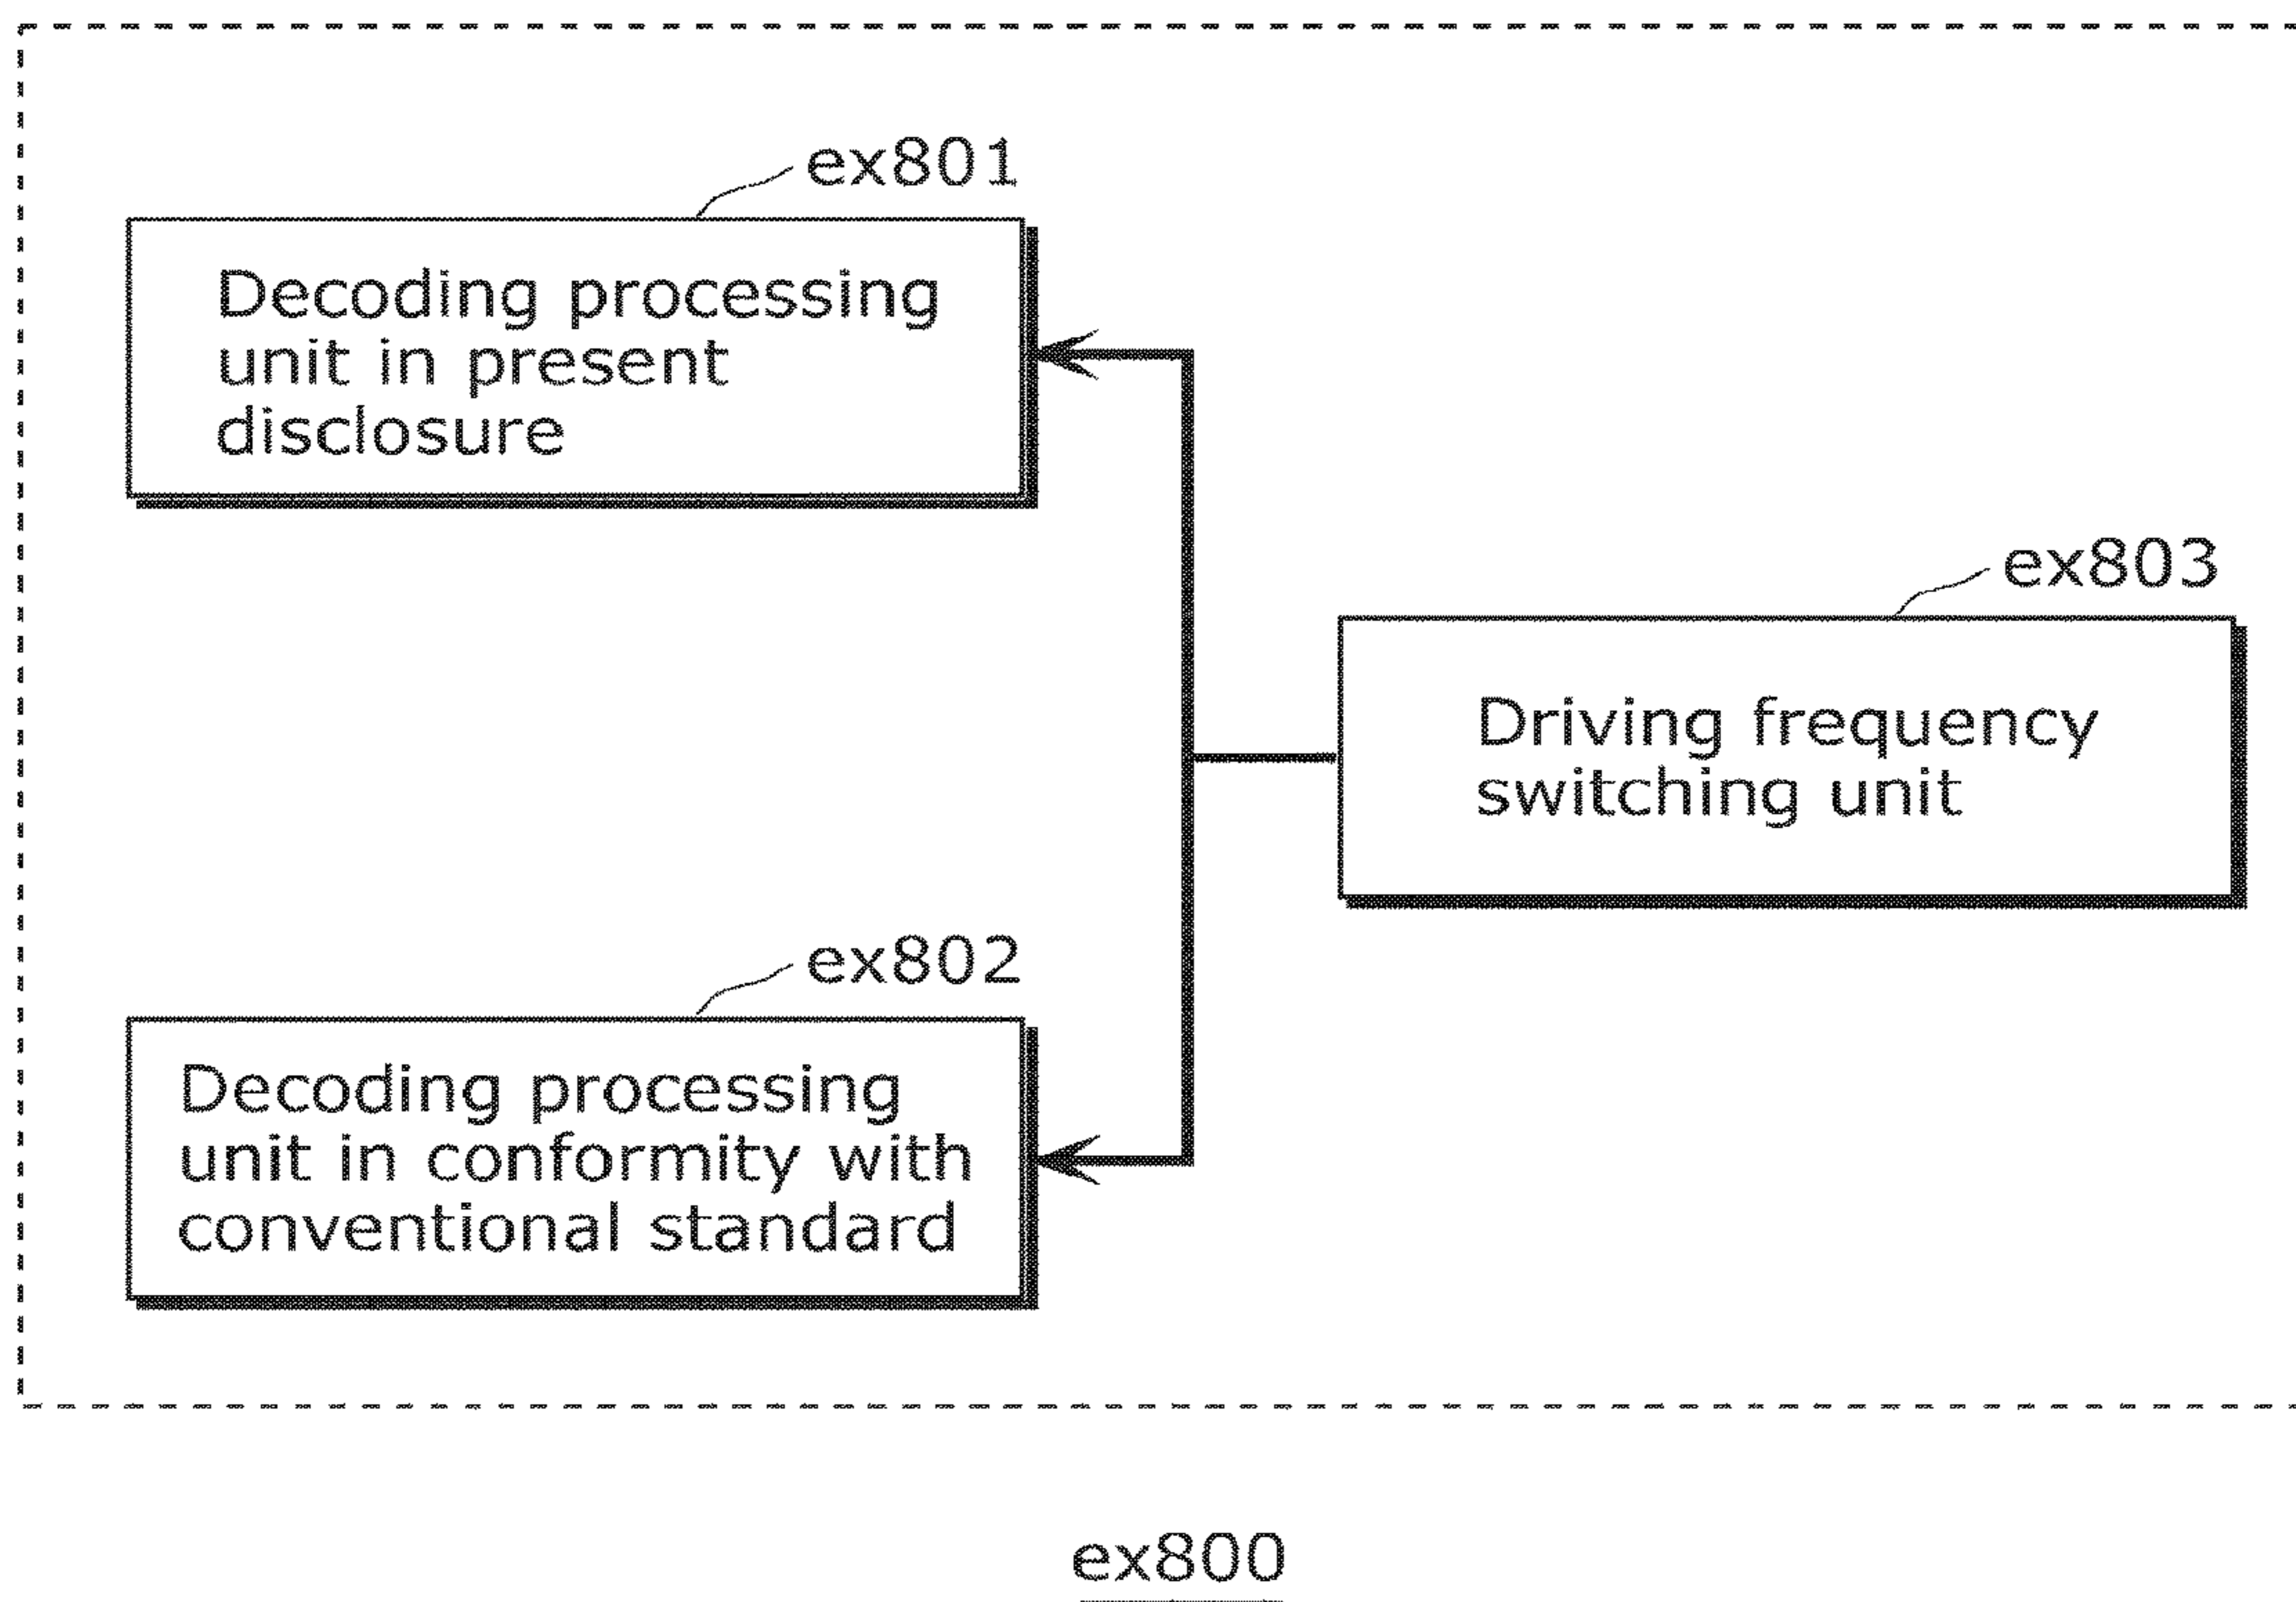 ex801
Decoding processing
unit in present
disclosure
ex803
Driving frequency
switching unit
ex802
Decoding processing
unit in conformity with
conventional standard
ex800